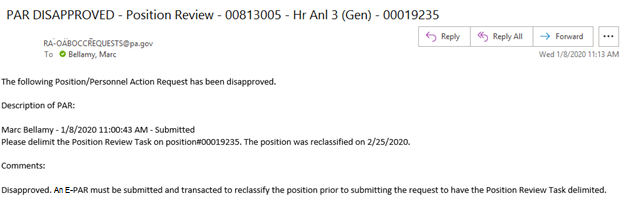 PAR DISAPPROVED - Position Review - 00813005 - Hr Anl 3 (Gen) - 00019235
RA-OABOCCREQUESTS@pa.gov
To Bellamy, Marc
Reply Reply All Forward ...
Wed 1/8/2020 11:13 AM
The following Position/Personnel Action Request has been disapproved.
Description of PAR:
Marc Bellamy - 1/8/2020 11:00:43 AM - Submitted
Please delimit the Position Review Task on position#00019235. The position was reclassified on 2/25/2020.
Comments:
Disapproved. An E-PAR must be submitted and transacted to reclassify the position prior to submitting the request to have the Position Review Task delimited.